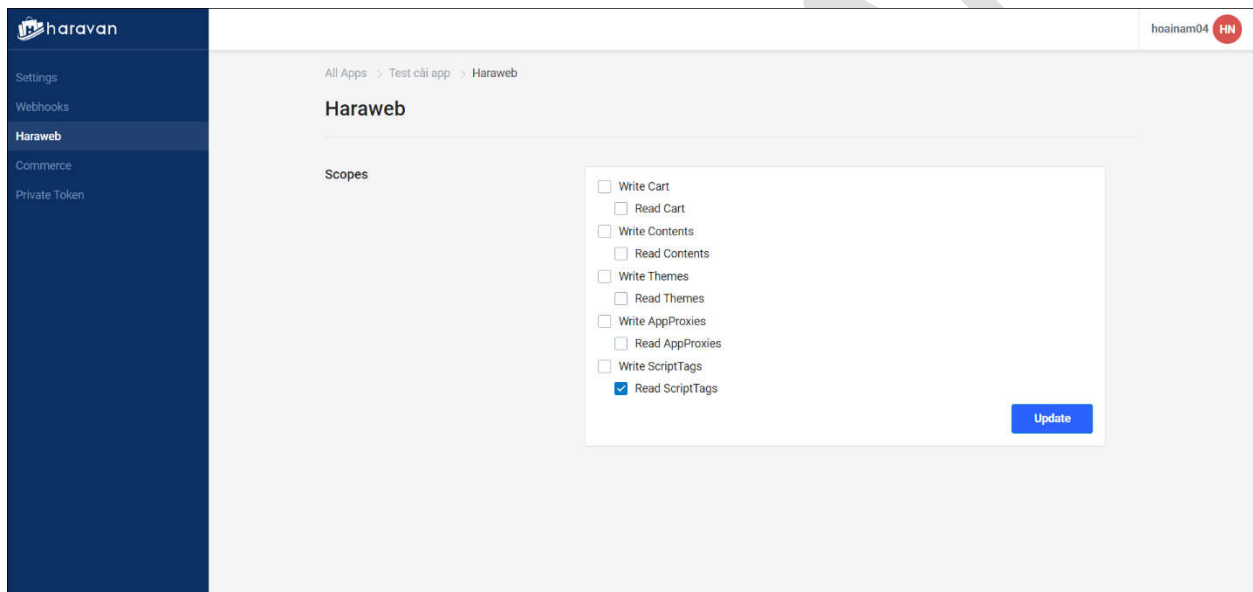 haravan
hoainam04 HN
Settings
Webhooks
Haraweb
Commerce
Private Token
All Apps > Test cài app > Haraweb
Haraweb
Scopes
Write Cart
Read Cart
Write Contents
Read Contents
Write Themes
Read Themes
Write AppProxies
Read AppProxies
Write ScriptTags
Read ScriptTags
Update